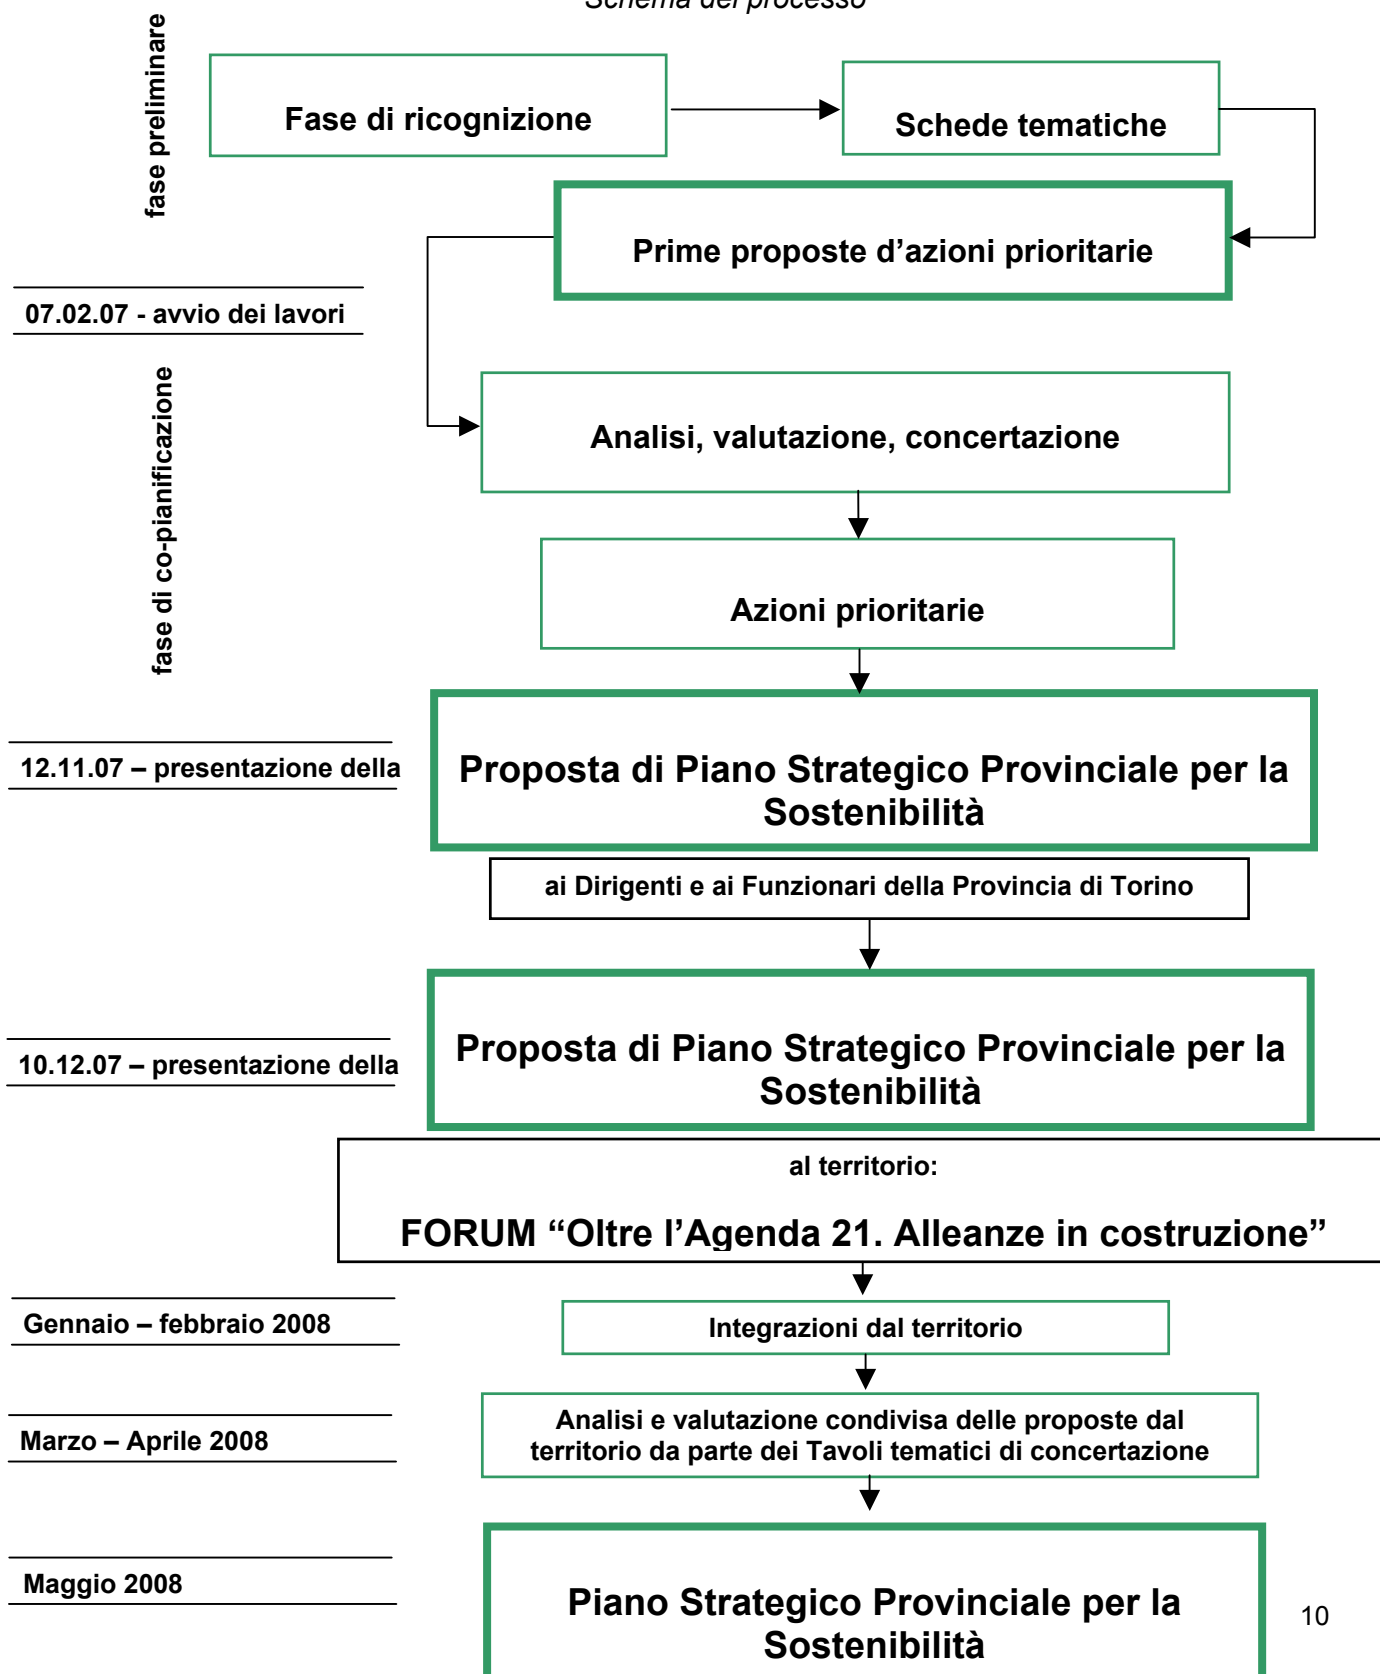 Schema del processo
fase preliminare
Fase di ricognizione
Schede tematiche
Prime proposte d’azioni prioritarie
07.02.07 - avvio dei lavori
fase di co-pianificazione
Analisi, valutazione, concertazione
Azioni prioritarie
12.11.07 – presentazione della
Proposta di Piano Strategico Provinciale per la
Sostenibilità
ai Dirigenti e ai Funzionari della Provincia di Torino
10.12.07 – presentazione della
Proposta di Piano Strategico Provinciale per la
Sostenibilità
al territorio:
FORUM “Oltre l’Agenda 21. Alleanze in costruzione”
Gennaio – febbraio 2008
Integrazioni dal territorio
Marzo – Aprile 2008
Analisi e valutazione condivisa delle proposte dal
territorio da parte dei Tavoli tematici di concertazione
Maggio 2008
Piano Strategico Provinciale per la
Sostenibilità
10